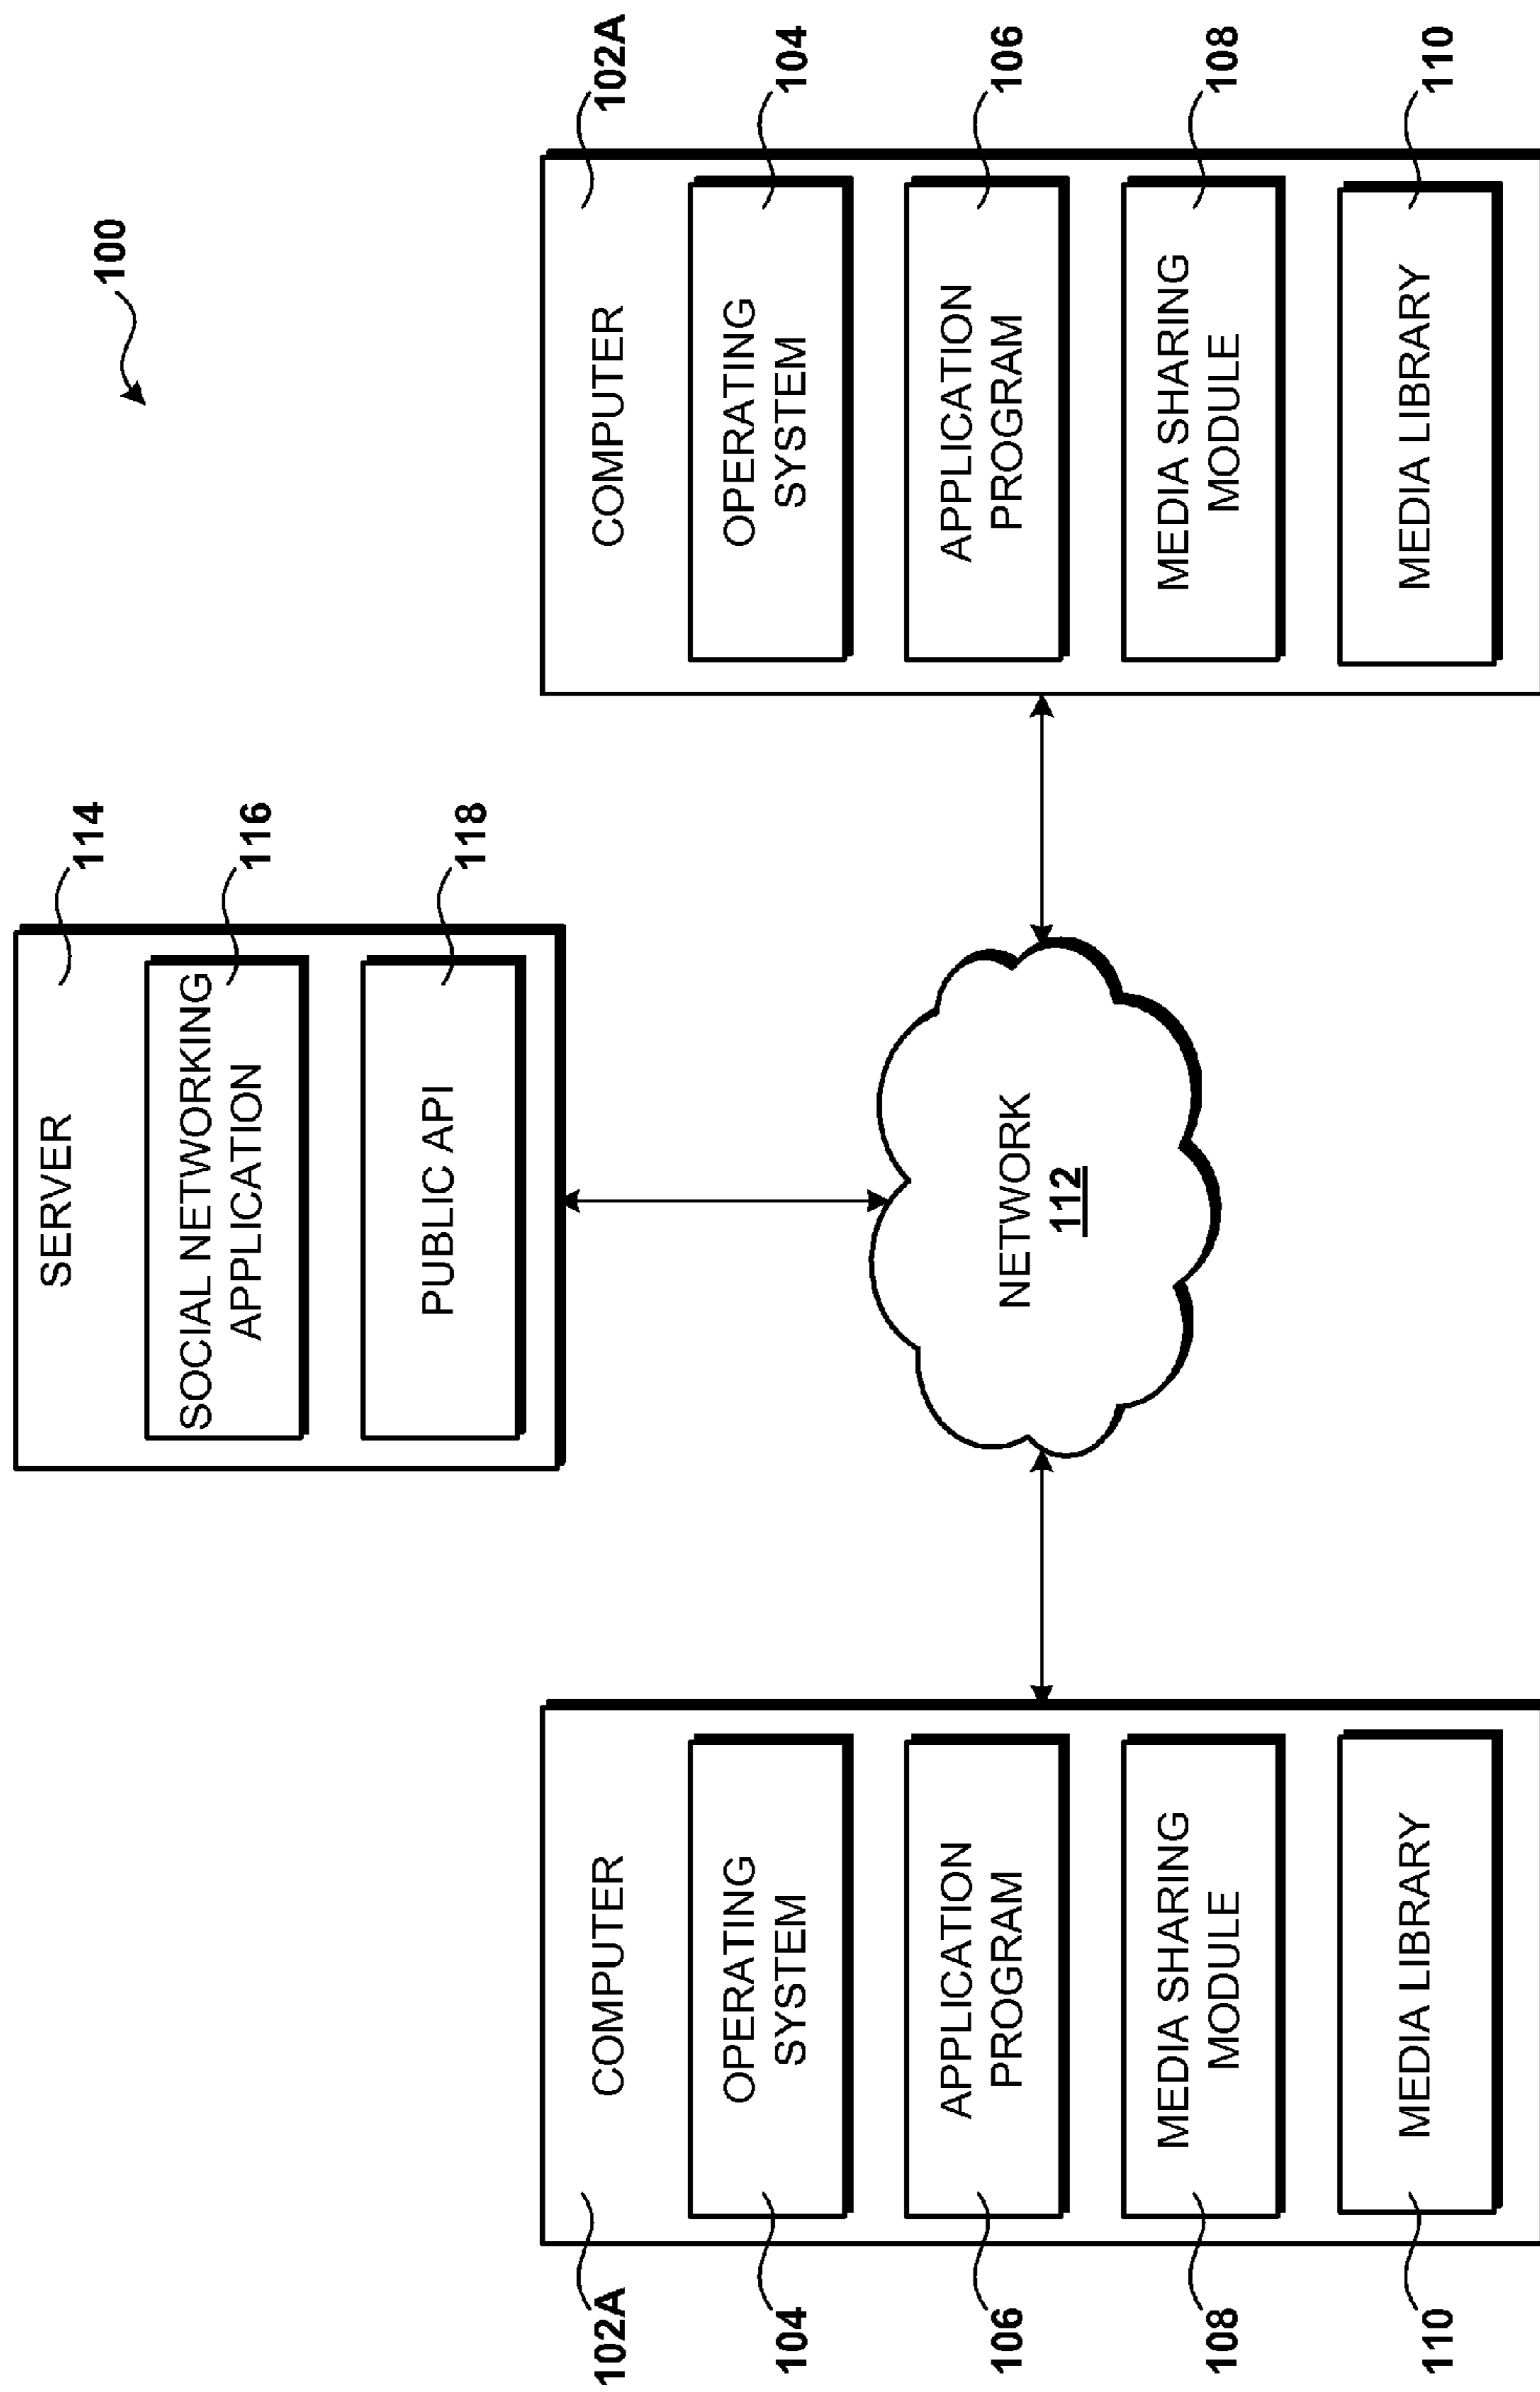 SERVER
114
100
SOCIAL NETWORKING
APPLICATION
116
PUBLIC API
118
102A
COMPUTER
104
OPERATING
SYSTEM
106
APPLICATION
PROGRAM
108
MEDIA SHARING
MODULE
110
MEDIA LIBRARY
NETWORK
112
COMPUTER
102A
OPERATING
SYSTEM
104
APPLICATION
PROGRAM
106
MEDIA SHARING
MODULE
108
MEDIA LIBRARY
110